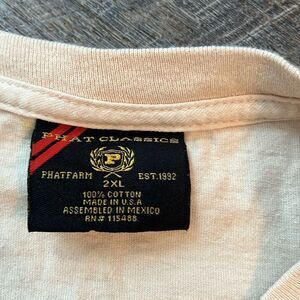 PHAT CLASSICS
P
PHATFARM EST.1992
2XL
100% COTTON
MADE IN U.S.A
ASSEMBLED IN MEXICO
RN# 115488